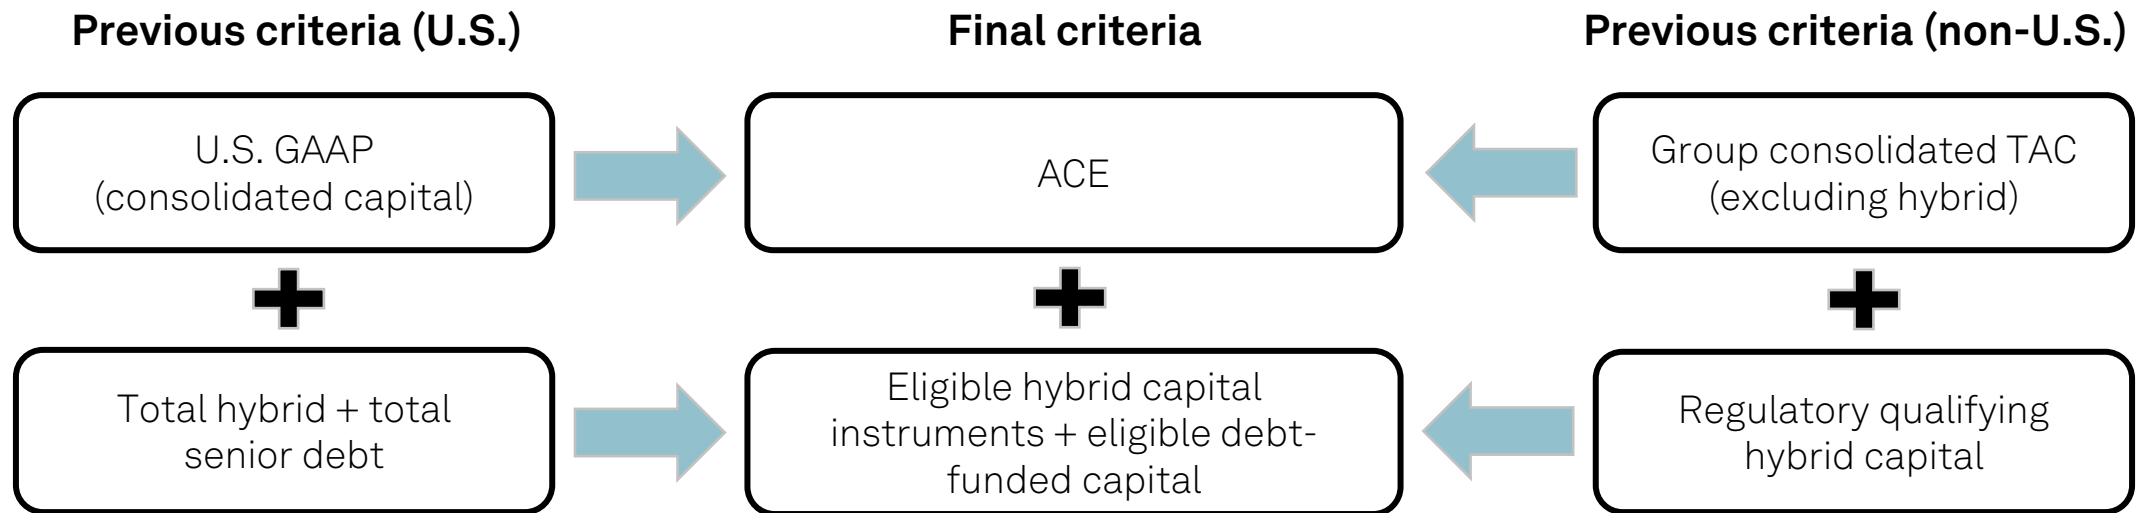 Previous criteria (U.S.)
Final criteria
Previous criteria (non-U.S.)
U.S. GAAP
(consolidated capital)
ACE
Group consolidated TAC
(excluding hybrid)
Total hybrid + total
senior debt
Eligible hybrid capital
instruments + eligible debt-
funded capital
Regulatory qualifying
hybrid capital